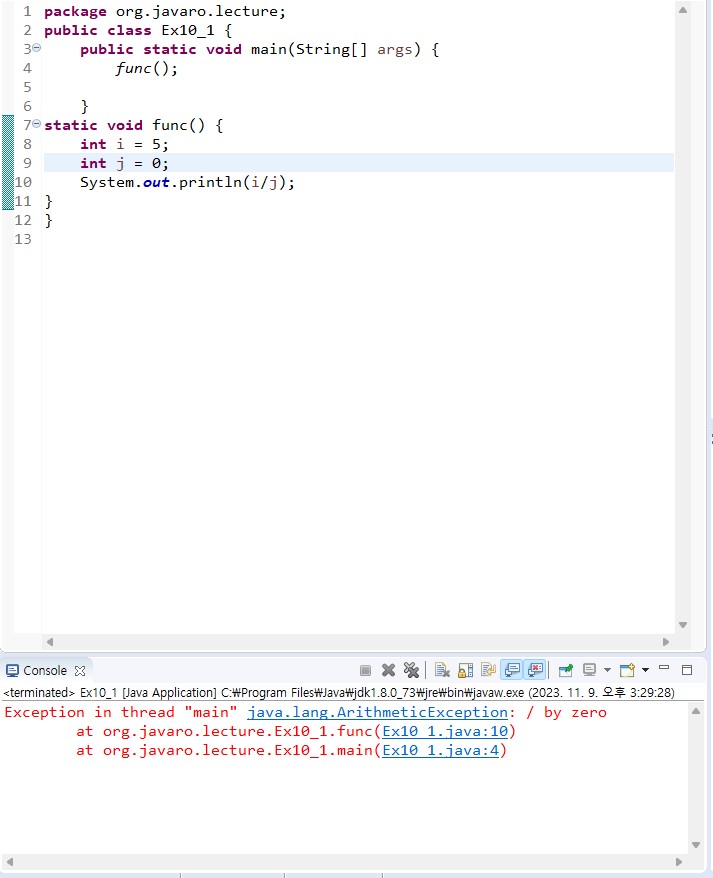 1 package org.javaro.lecture;
2 public class Ex10_1 {
3     public static void main(String[] args) {
4         func();
5
6     }
7 static void func() {
8     int i = 5;
9     int j = 0;
10     System.out.println(i/j);
11 }
12 }
13
Console
<terminated> Ex10_1 [Java Application] C:₩Program Files₩Java₩jdk1.8.0_73₩jre₩bin₩javaw.exe (2023. 11. 9. 오후 3:29:28)
Exception in thread "main" java.lang.ArithmeticException: / by zero
        at org.javaro.lecture.Ex10_1.func(Ex10_1.java:10)
        at org.javaro.lecture.Ex10_1.main(Ex10_1.java:4)